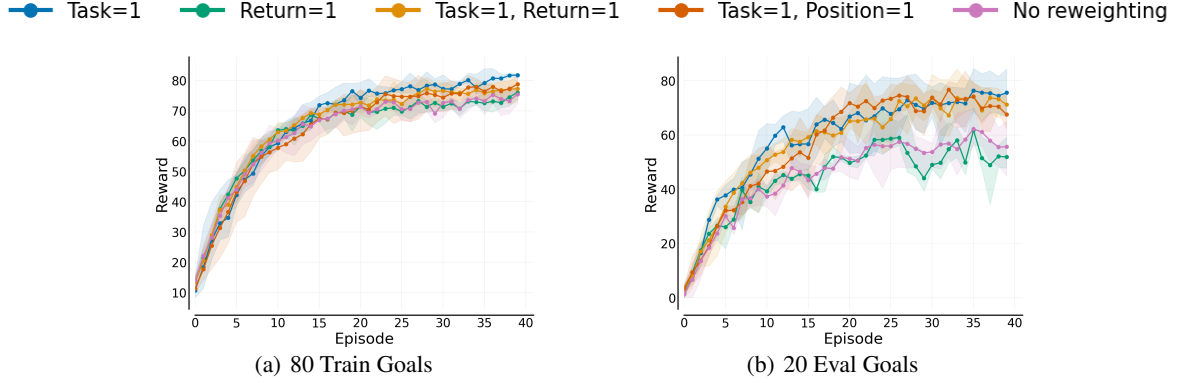 Task=1 Return=1 Task=1, Return=1 Task=1, Position=1 No reweighting
80
70
60
50
40
30
20
10
Reward
0 5 10 15 20 25 30 35 40
Episode
(a) 80 Train Goals
80
60
40
20
0
Reward
0 5 10 15 20 25 30 35 40
Episode
(b) 20 Eval Goals